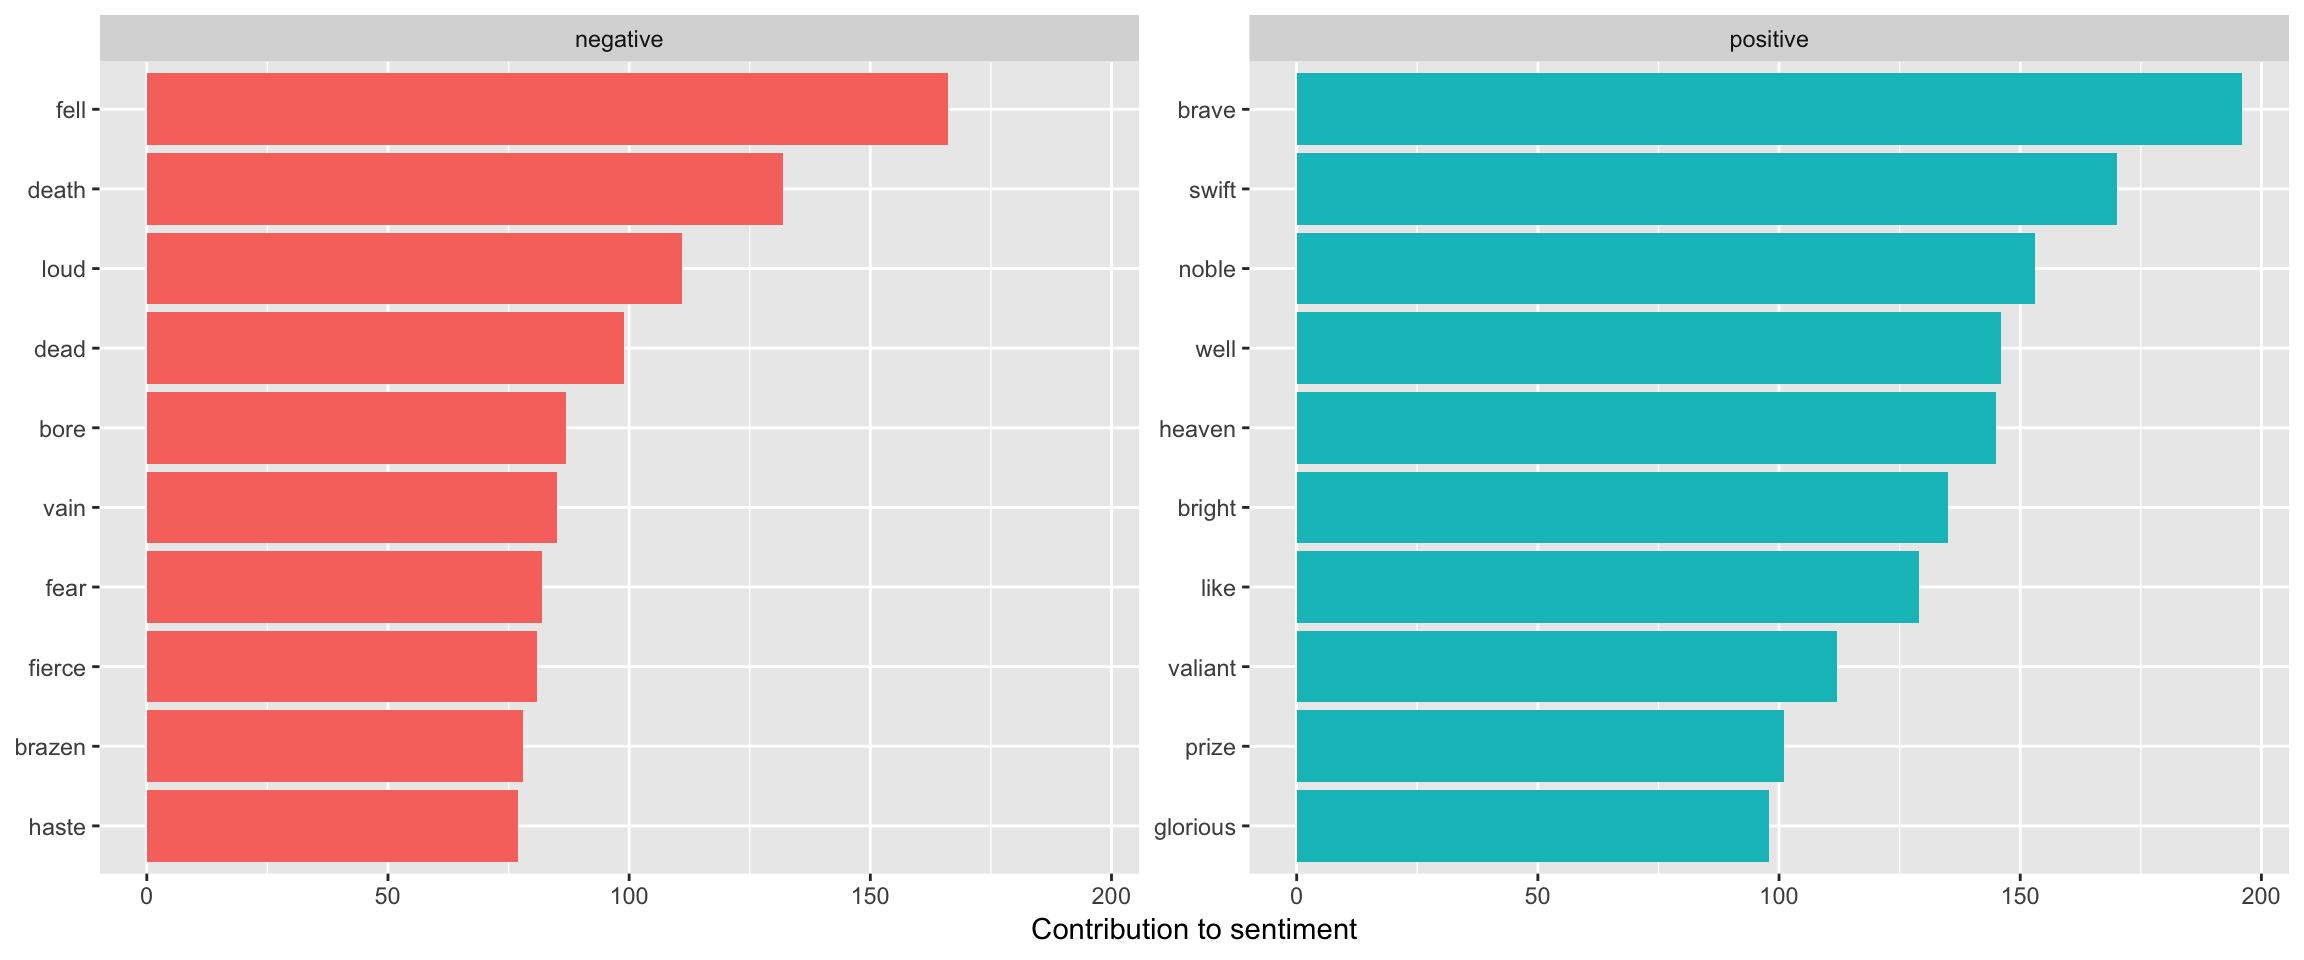 negative
fell
death
loud
dead
bore
vain
fear
fierce
brazen
haste
0 50 100 150 200
positive
brave
swift
noble
well
heaven
bright
like
valiant
prize
glorious
0 50 100 150 200
Contribution to sentiment